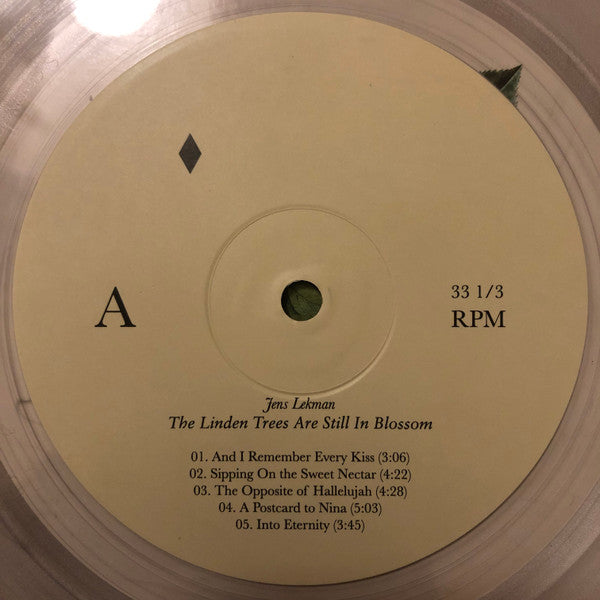 A
33 1/3
RPM
Jens Lekman
The Linden Trees Are Still In Blossom
01. And I Remember Every Kiss (3:06)
02. Sipping On the Sweet Nectar (4:22)
03. The Opposite of Hallelujah (4:28)
04. A Postcard to Nina (5:03)
05. Into Eternity (3:45)